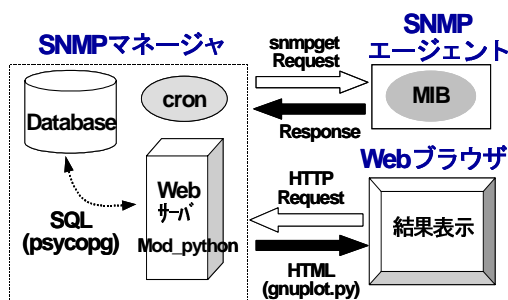 SNMPマネージャ
Database
cron
Web
ｻｰﾊﾞ
Mod_python
SQL
(psycopg)
snmpget
Request
Response
SNMP
エージェント
MIB
Webブラウザ
HTTP
Request
HTML
(gnuplot.py)
結果表示